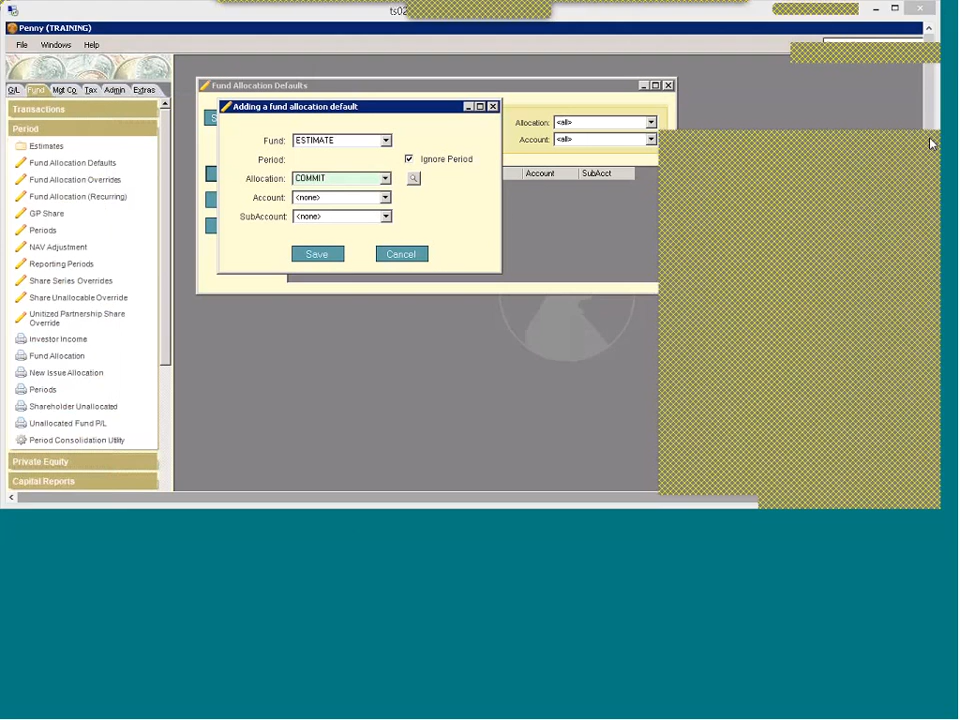 ts02
Penny (TRAINING)
File Windows Help
G/L Fund Mgt Co. Tax Admin Extras
Transactions
Period
Estimates
Fund Allocation Defaults
Fund Allocation Overrides
Fund Allocation (Recurring)
GP Share
Periods
NAV Adjustment
Reporting Periods
Share Series Overrides
Share Unallocable Override
Unitized Partnership Share
Override
Investor Income
Fund Allocation
New Issue Allocation
Periods
Shareholder Unallocated
Unallocated Fund P/L
Period Consolidation Utility
Private Equity
Capital Reports
Fund Allocation Defaults
Allocation: <all>
Account: <all>
Account SubAcct
Adding a fund allocation default
Fund: ESTIMATE
Period: Ignore Period
Allocation: COMMIT
Account: <none>
SubAccount: <none>
Save Cancel